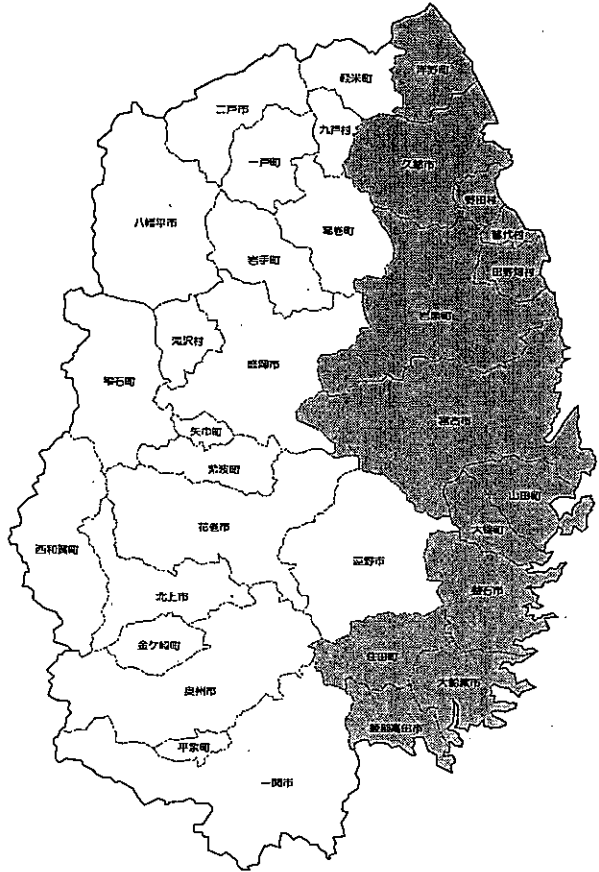 軽米町
洋野町
二戸市
九戸村
一戸町
久慈市
野田村
八幡平市
葛巻町
普代村
岩手町
田野畑村
岩泉町
滝沢村
盛岡市
雫石町
宮古市
矢巾町
紫波町
山田町
花巻市
大槌町
西和賀町
遠野市
釜石市
北上市
金ケ崎町
住田町
大船渡市
奥州市
陸前高田市
平泉町
一関市